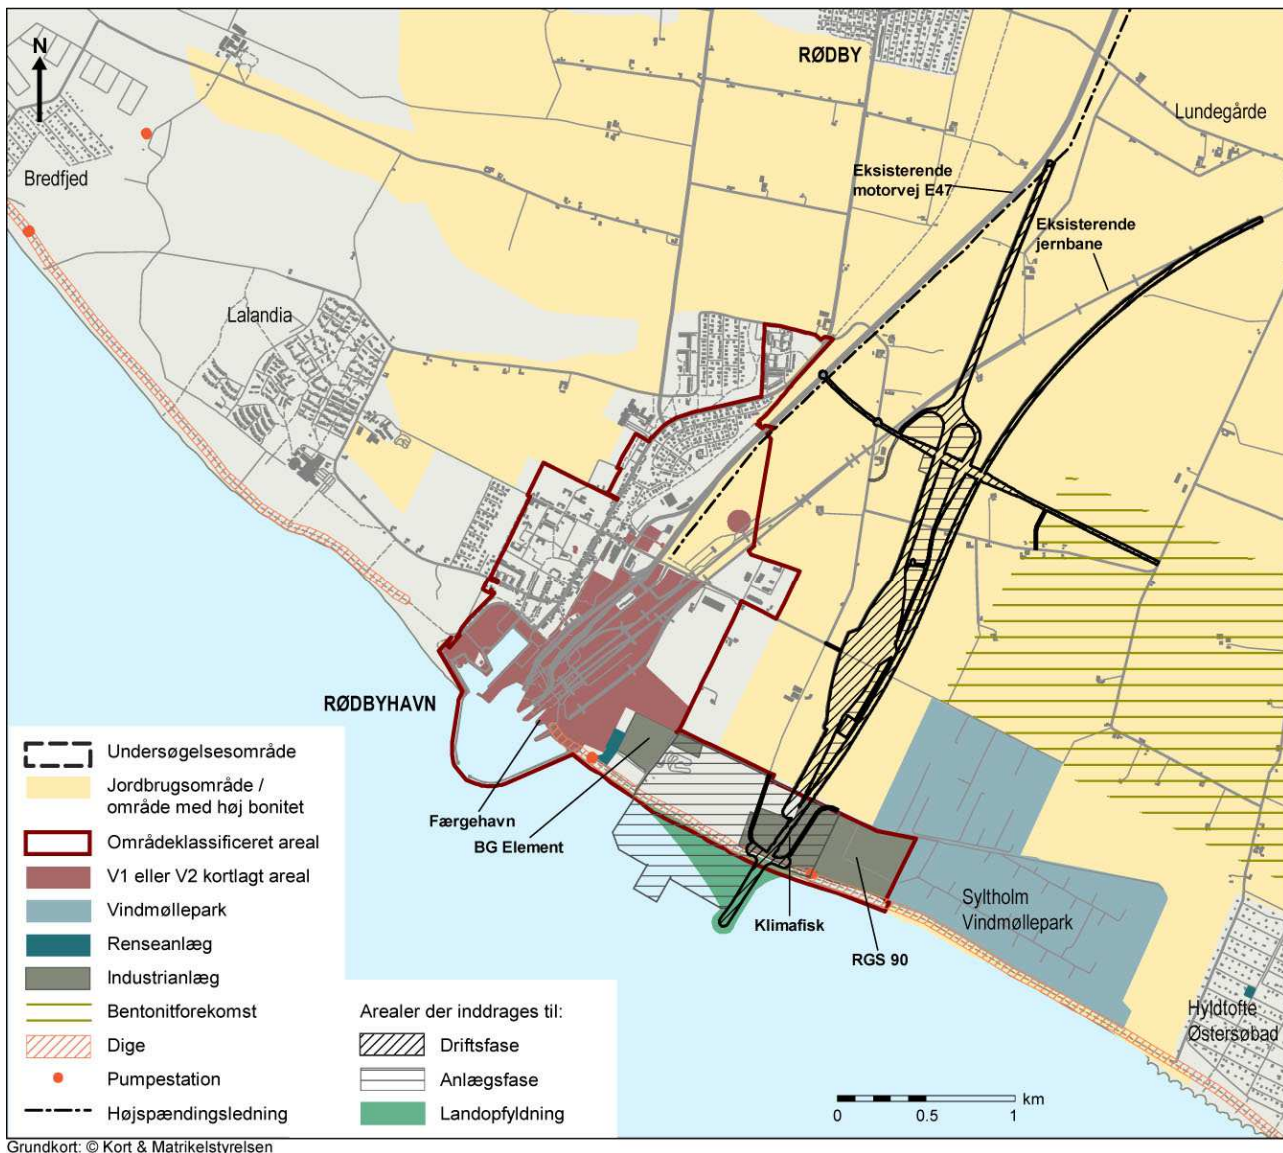 N
RØDBY
Lundegårde
Bredfjed
Eksisterende
motorvej E47
Eksisterende
jernbane
Lalandia
RØDBYHAVN
Færgehavn
BG Element
Klimafisk
RGS 90
Syltholm
Vindmøllepark
Hyldtofte
Østersøbad
Undersøgelsesområde
Jordbrugsområde /
område med høj bonitet
Områdeklassificeret areal
V1 eller V2 kortlagt areal
Vindmøllepark
Renseanlæg
Industrianlæg
Bentonitforekomst
Dige
Pumpestation
Højspændingsledning
Arealer der inddrages til:
Driftsfase
Anlægsfase
Landopfyldning
km
0 0.5 1
Grundkort: © Kort & Matrikelstyrelsen